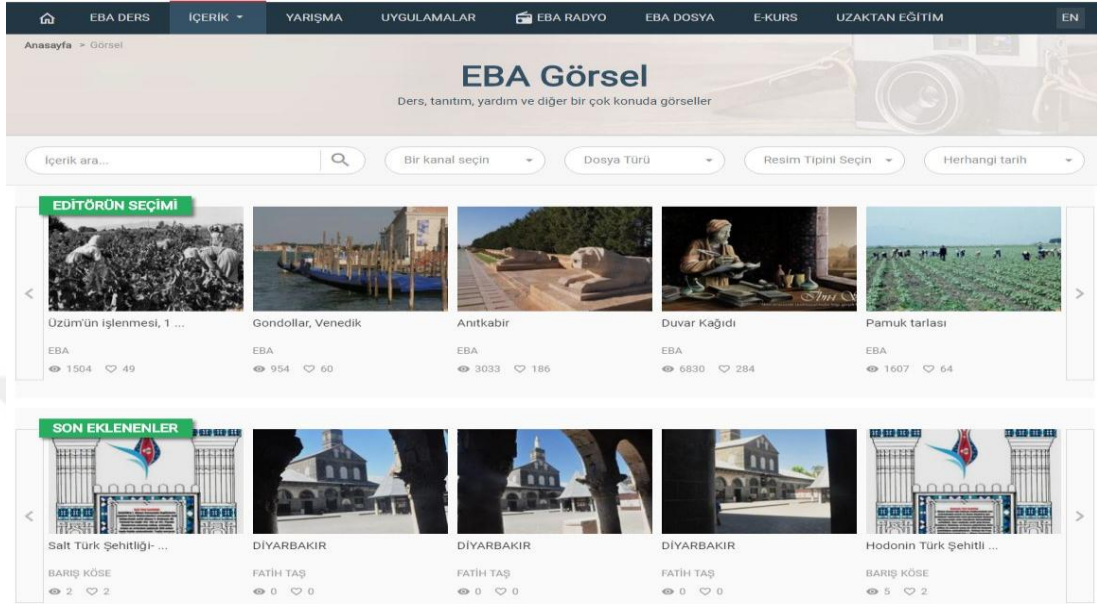 EBA DERS İÇERİK YARIŞMA UYGULAMALAR EBA RADYO EBA DOSYA E-KURS UZAKTAN EĞİTİM EN
Anasayfa > Görsel
EBA Görsel
Ders, tanıtım, yardım ve diğer bir çok konuda görseller
İçerik ara... Bir kanal seçin Dosya Türü Resim Tipini Seçin Herhangi tarih
EDİTÖRÜN SEÇİMİ
Üzüm'ün işlenmesi, 1 ... Gondollar, Venedik Anıtkabir Duvar Kağıdı Pamuk tarlası
EBA EBA EBA EBA EBA
1504 49 954 60 3033 186 6830 284 1607 64
SON EKLENENLER
Salt Türk Şehitliği- ... DİYARBAKIR DİYARBAKIR DİYARBAKIR Hodonin Türk Şehitli ...
BARIŞ KÖSE FATİH TAŞ FATİH TAŞ FATİH TAŞ BARIŞ KÖSE
2 2 0 0 0 0 0 0 5 2